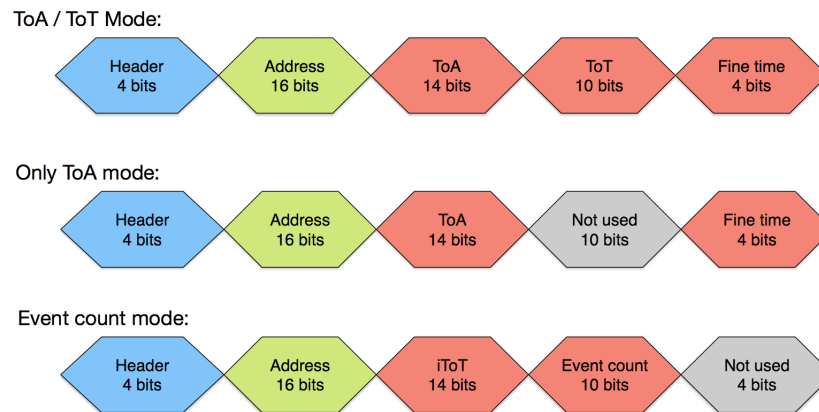 ToA / ToT Mode:
Header Address ToA ToT Fine time
4 bits 16 bits 14 bits 10 bits 4 bits
Only ToA mode:
Header Address ToA Not used Fine time
4 bits 16 bits 14 bits 10 bits 4 bits
Event count mode:
Header Address iToT Event count Not used
4 bits 16 bits 14 bits 10 bits 4 bits